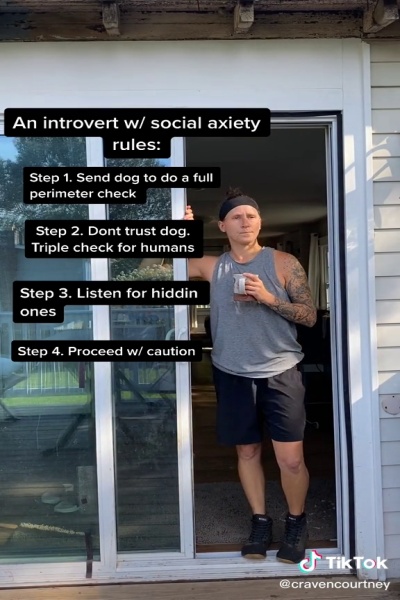 An introvert w/ social axiety
rules:
Step 1. Send dog to do a full
perimeter check
Step 2. Dont trust dog.
Triple check for humans
Step 3. Listen for hiddin
ones
Step 4. Proceed w/ caution
TikTok
@cravencourtney